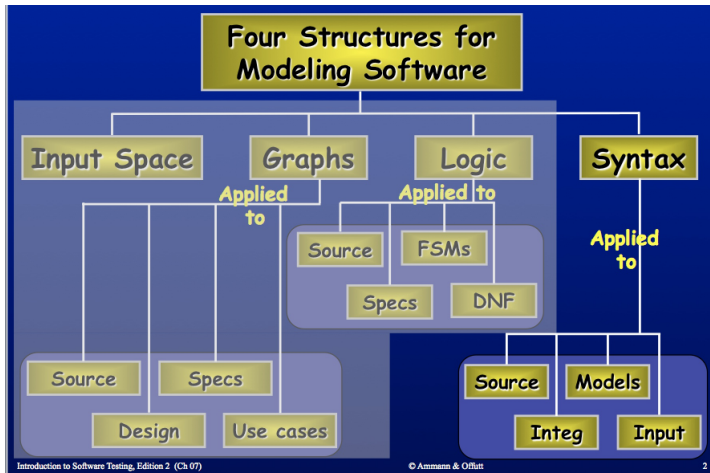 Four Structures for
Modeling Software
Input Space
Graphs
Logic
Syntax
Applied
to
Applied to
Applied
to
Source
FSMs
Specs
DNF
Source
Specs
Design
Use cases
Source
Models
Integ
Input
Introduction to Software Testing, Edition 2 (Ch 07)
© Ammann & Offutt
2